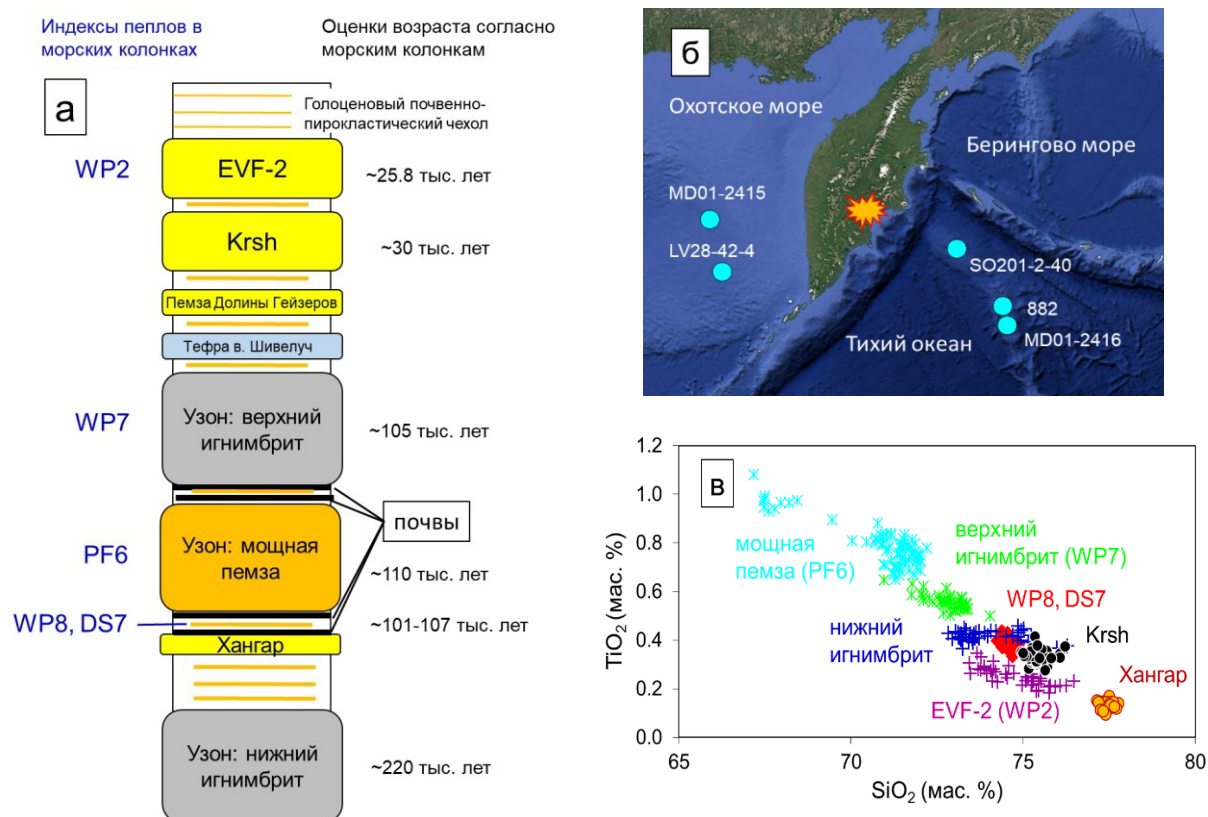 Индексы пеплов в
морских колонках
Оценки возраста согласно
морским колонкам
а
Голоценовый почвенно-
пирокластический чехол
WP2
EVF-2
~25.8 тыс. лет
Krsh
~30 тыс. лет
Пемза Долины Гейзеров
Тефра в. Шивелуч
WP7
Узон: верхний
игнимбрит
~105 тыс. лет
почвы
PF6
Узон: мощная
пемза
~110 тыс. лет
WP8, DS7
~101-107 тыс. лет
Хангар
Узон: нижний
игнимбрит
~220 тыс. лет
б
Охотское море
Берингово море
MD01-2415
LV28-42-4
SO201-2-40
882
MD01-2416
Тихий океан
в
TiO2 (мас. %)
1.2
1.0
0.8
0.6
0.4
0.2
0.0
мощная
пемза (PF6)
верхний
игнимбрит (WP7)
WP8, DS7
нижний
игнимбрит
Krsh
Хангар
EVF-2 (WP2)
65 70 75 80
SiO2 (мас. %)